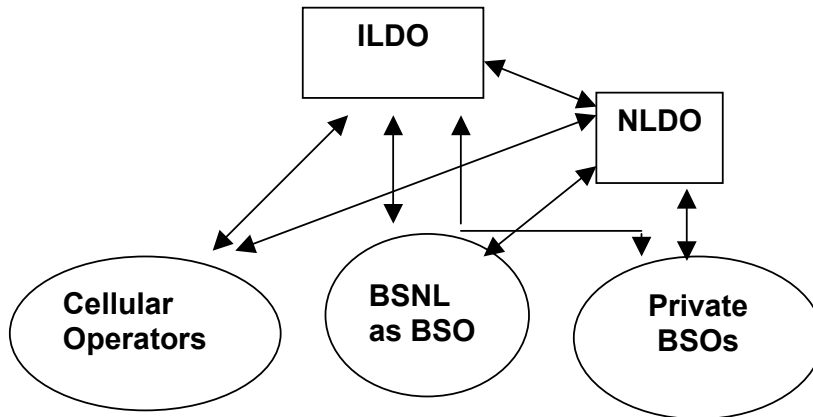 ILDO
NLDO
Cellular
Operators
BSNL
as BSO
Private
BSOs